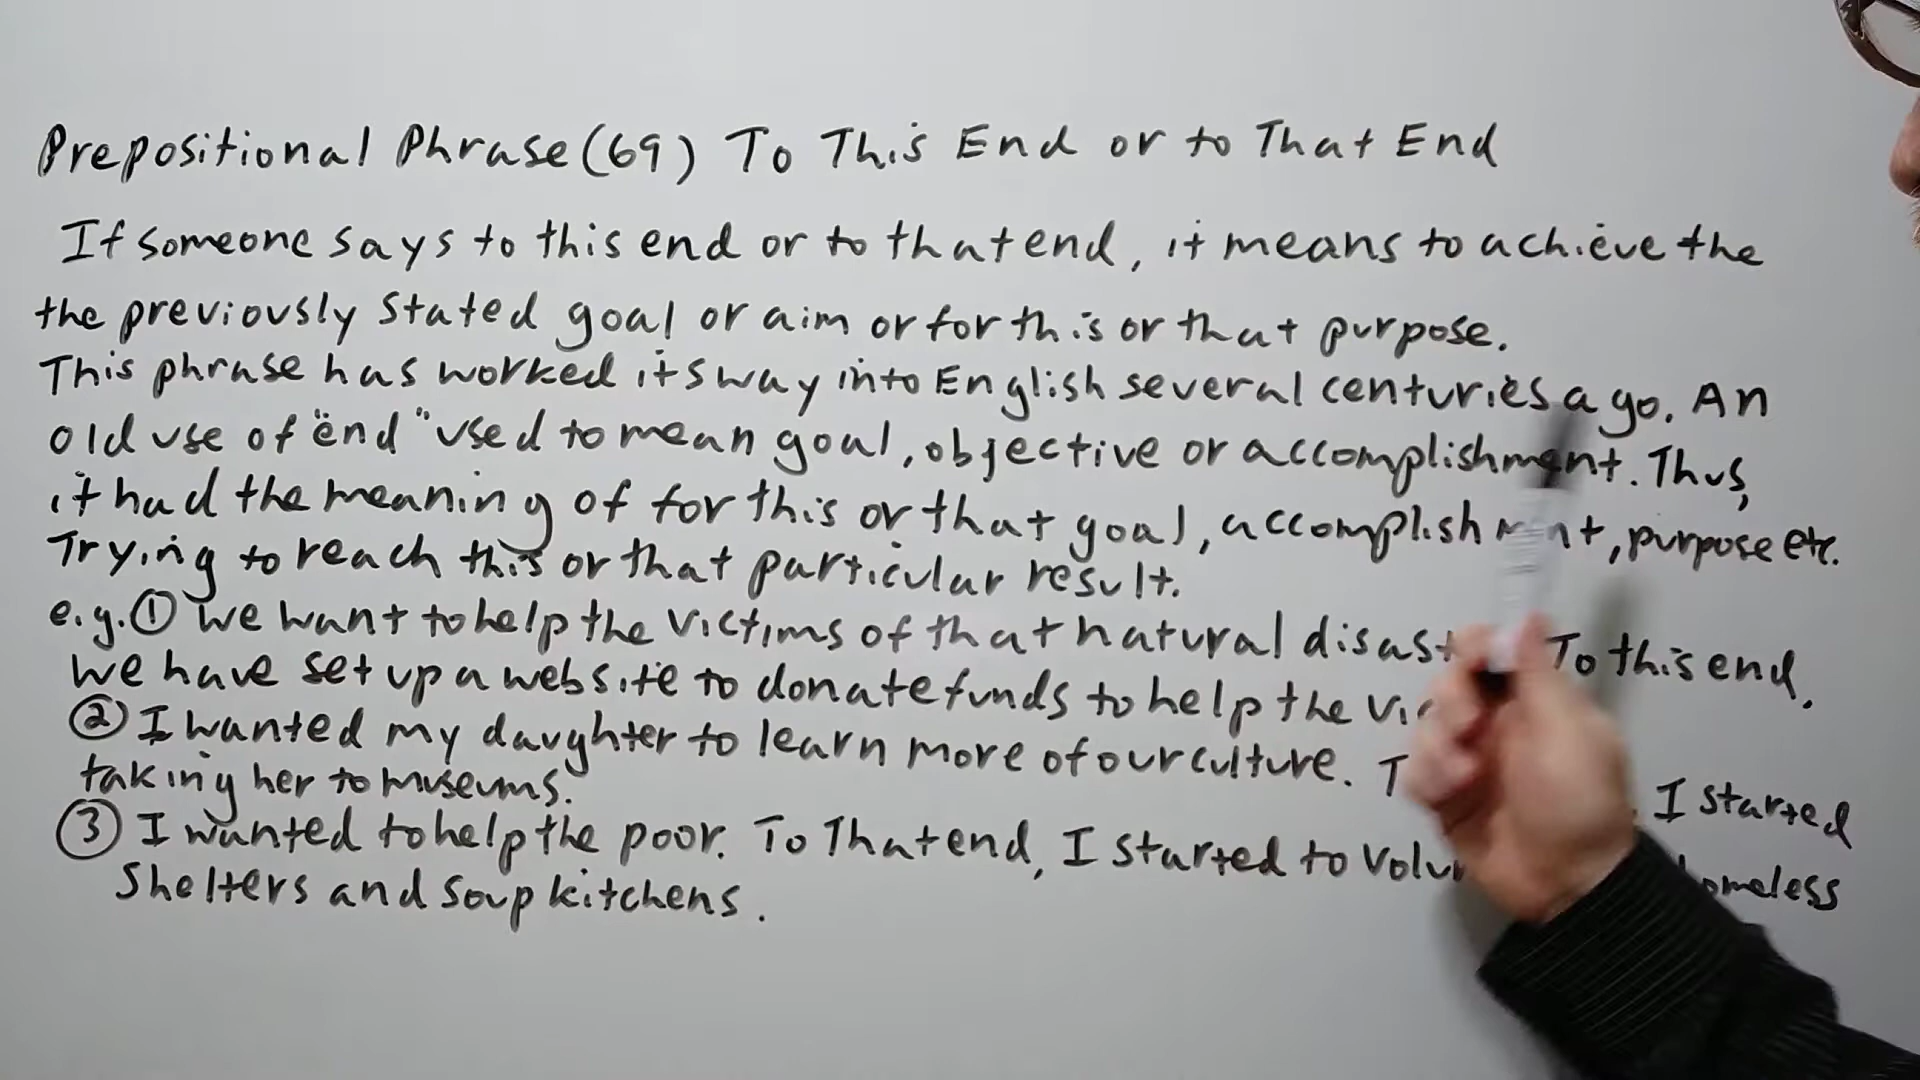 Prepositional Phrase (69) To This End or to That End
If someone says to this end or to that end, it means to achieve the
the previously stated goal or aim or for this or that purpose.
This phrase has worked its way into English several centuries ago. An
old use of "end" used to mean goal, objective or accomplishment. Thus,
it had the meaning of for this or that goal, accomplishment, purpose etc.
Trying to reach this or that particular result.
e.g. ① We want to help the victims of that natural To this end,
we have set up a website to donate funds to help the
② I wanted my daughter to learn more of our culture. I started
taking her to museums.
③ I wanted to help the poor. To That end, I started to homeless
Shelters and soup kitchens.